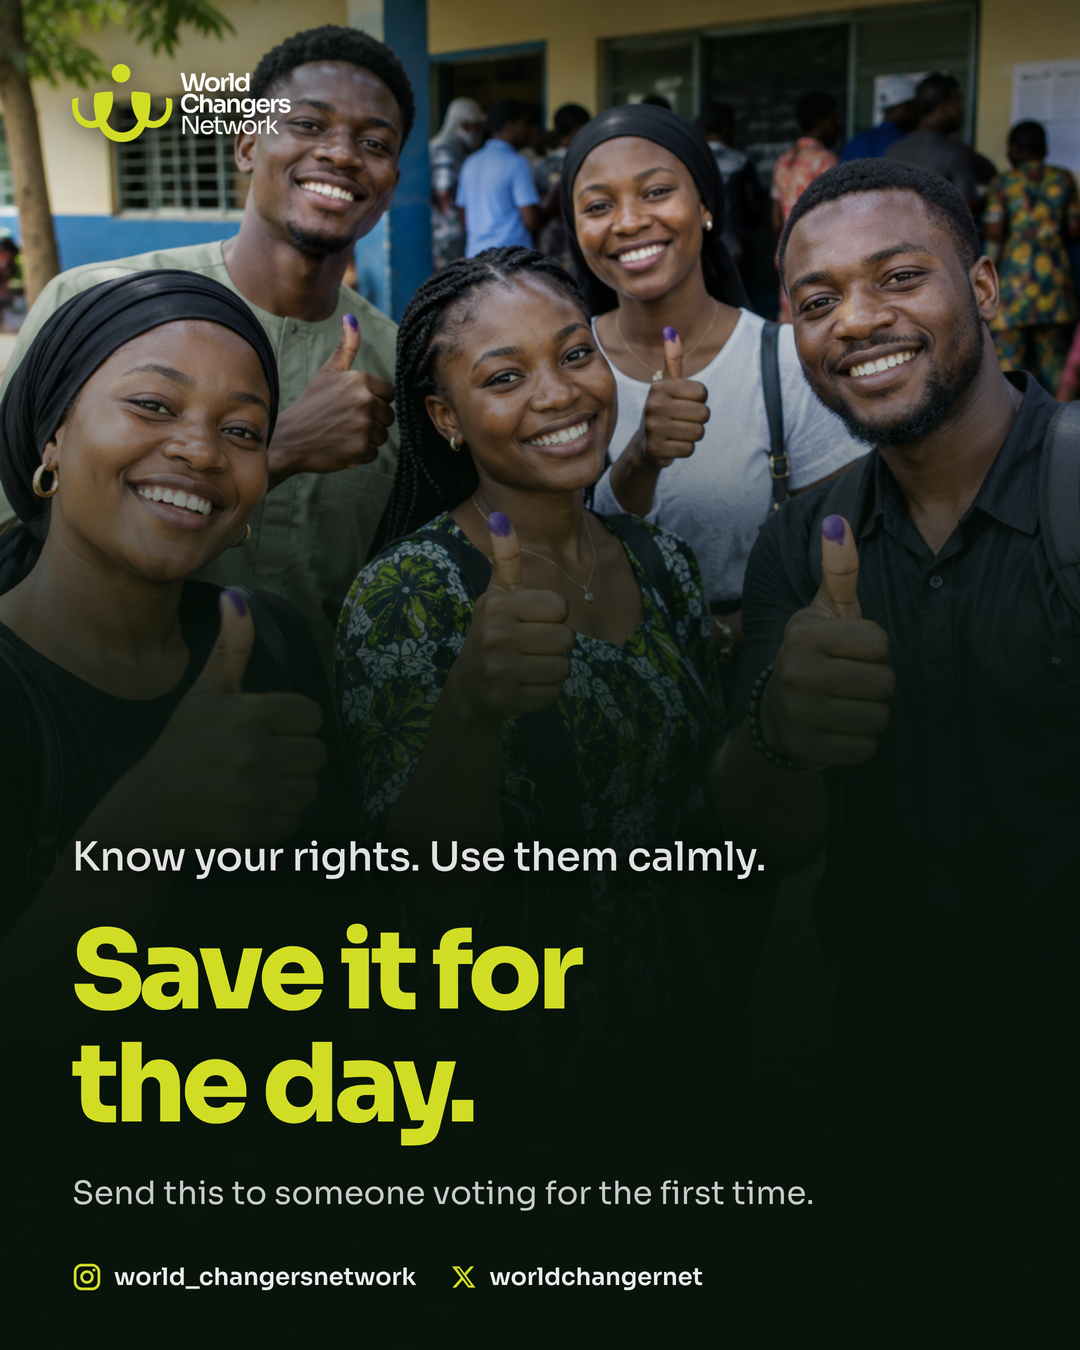 World
Changers
Network
Know your rights. Use them calmly.
Save it for
the day.
Send this to someone voting for the first time.
world_changersnetwork
worldchangernet